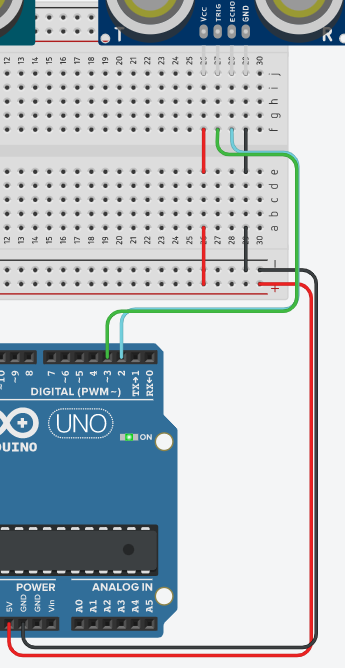 VCC TRIG ECHO GND
T R
12 13 14 15 16 17 18 19 20 21 22 23 24 25 26 27 28 29 30
j
i
h
g
f
e
d
c
b
a
12 13 14 15 16 17 18 19 20 21 22 23 24 25 26 27 28 29 30
−
+
~10 ~9 8 7 ~6 ~5 4 ~3 2 TX→1 RX←0
DIGITAL (PWM~)
UNO
ON
DUINO
POWER ANALOG IN
5V GND GND Vin A0 A1 A2 A3 A4 A5